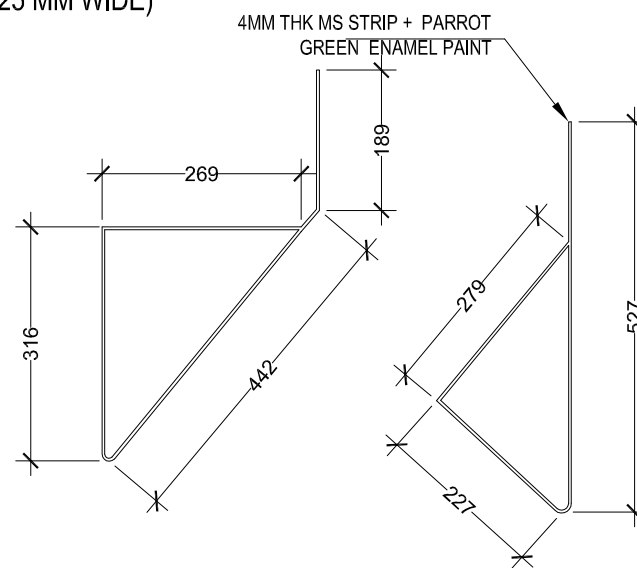 25 MM WIDE)
4MM THK MS STRIP + PARROT
GREEN ENAMEL PAINT
189
269
316
442
279
527
227